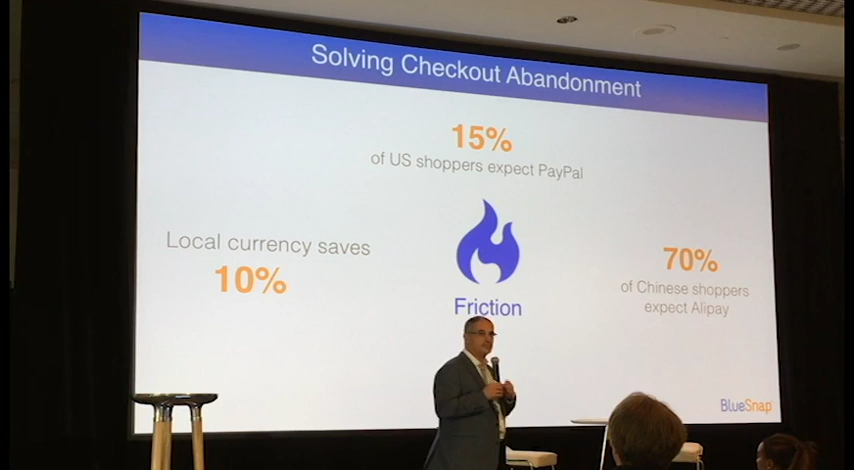 Solving Checkout Abandonment
15%
of US shoppers expect PayPal
Local currency saves
10%
Friction
70%
of Chinese shoppers
expect Alipay
BlueSnap